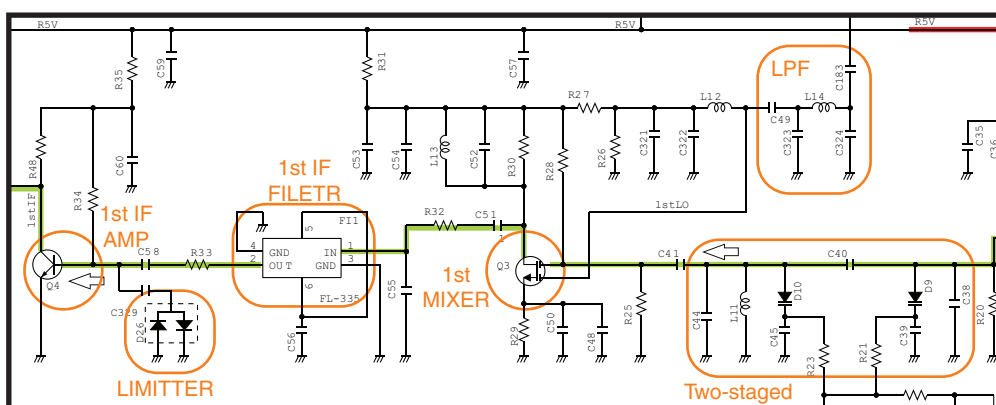 R5V
R5V
R5V
R35
C59
R31
C57
LPF
C183
L12
L14
R27
C49
C35
C36
R48
C60
C53
C54
L13
C52
R30
R28
R26
C321
C322
C323
C324
R34
1st IF
FILETR
1stIF
1st IF
AMP
FI1
5
R32
C51
1
1stLO
C58
R33
4
GND
IN
1
2
OUT
GND
3
6
FL-335
Q4
1st
MIXER
Q3
C41
C40
C329
D26
C56
C55
R29
C50
C48
R25
C44
L11
D10
C45
R23
R21
D9
C39
C38
R20
LIMITTER
Two-staged